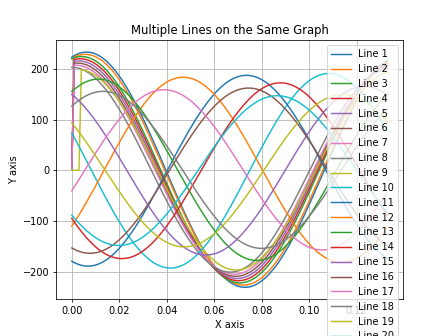 Multiple Lines on the Same Graph
Y axis
200
100
0
−100
−200
0.00
0.02
0.04
0.06
0.08
0.10
X axis
Line 1
Line 2
Line 3
Line 4
Line 5
Line 6
Line 7
Line 8
Line 9
Line 10
Line 11
Line 12
Line 13
Line 14
Line 15
Line 16
Line 17
Line 18
Line 19
Line 20